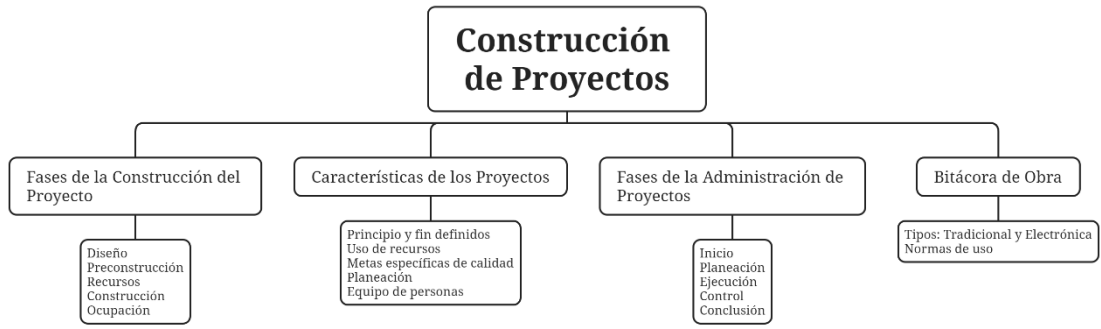 Construcción
de Proyectos
Fases de la Construcción del
Proyecto
Diseño
Preconstrucción
Recursos
Construcción
Ocupación
Características de los Proyectos
Principio y fin definidos
Uso de recursos
Metas específicas de calidad
Planeación
Equipo de personas
Fases de la Administración de
Proyectos
Inicio
Planeación
Ejecución
Control
Conclusión
Bitácora de Obra
Tipos: Tradicional y Electrónica
Normas de uso